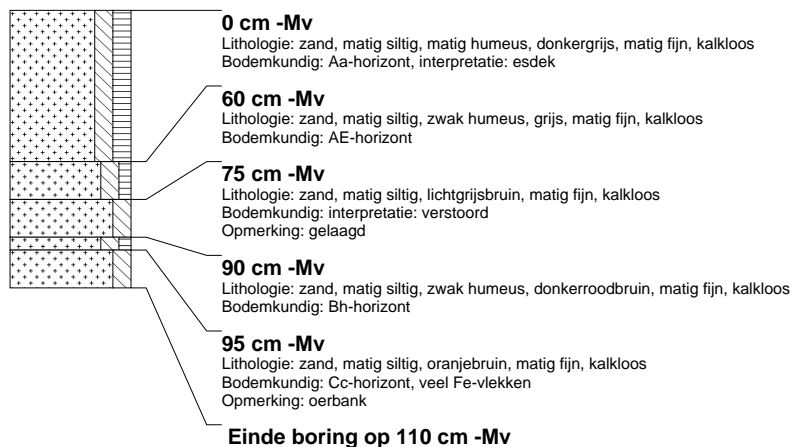 0 cm -Mv
Lithologie: zand, matig siltig, matig humeus, donkergrijs, matig fijn, kalkloos
Bodemkundig: Aa-horizont, interpretatie: esdek
60 cm -Mv
Lithologie: zand, matig siltig, zwak humeus, grijs, matig fijn, kalkloos
Bodemkundig: AE-horizont
75 cm -Mv
Lithologie: zand, matig siltig, lichtgrijsbruin, matig fijn, kalkloos
Bodemkundig: interpretatie: verstoord
Opmerking: gelaagd
90 cm -Mv
Lithologie: zand, matig siltig, zwak humeus, donkerroodbruin, matig fijn, kalkloos
Bodemkundig: Bh-horizont
95 cm -Mv
Lithologie: zand, matig siltig, oranjebruin, matig fijn, kalkloos
Bodemkundig: Cc-horizont, veel Fe-vlekken
Opmerking: oerbank
Einde boring op 110 cm -Mv